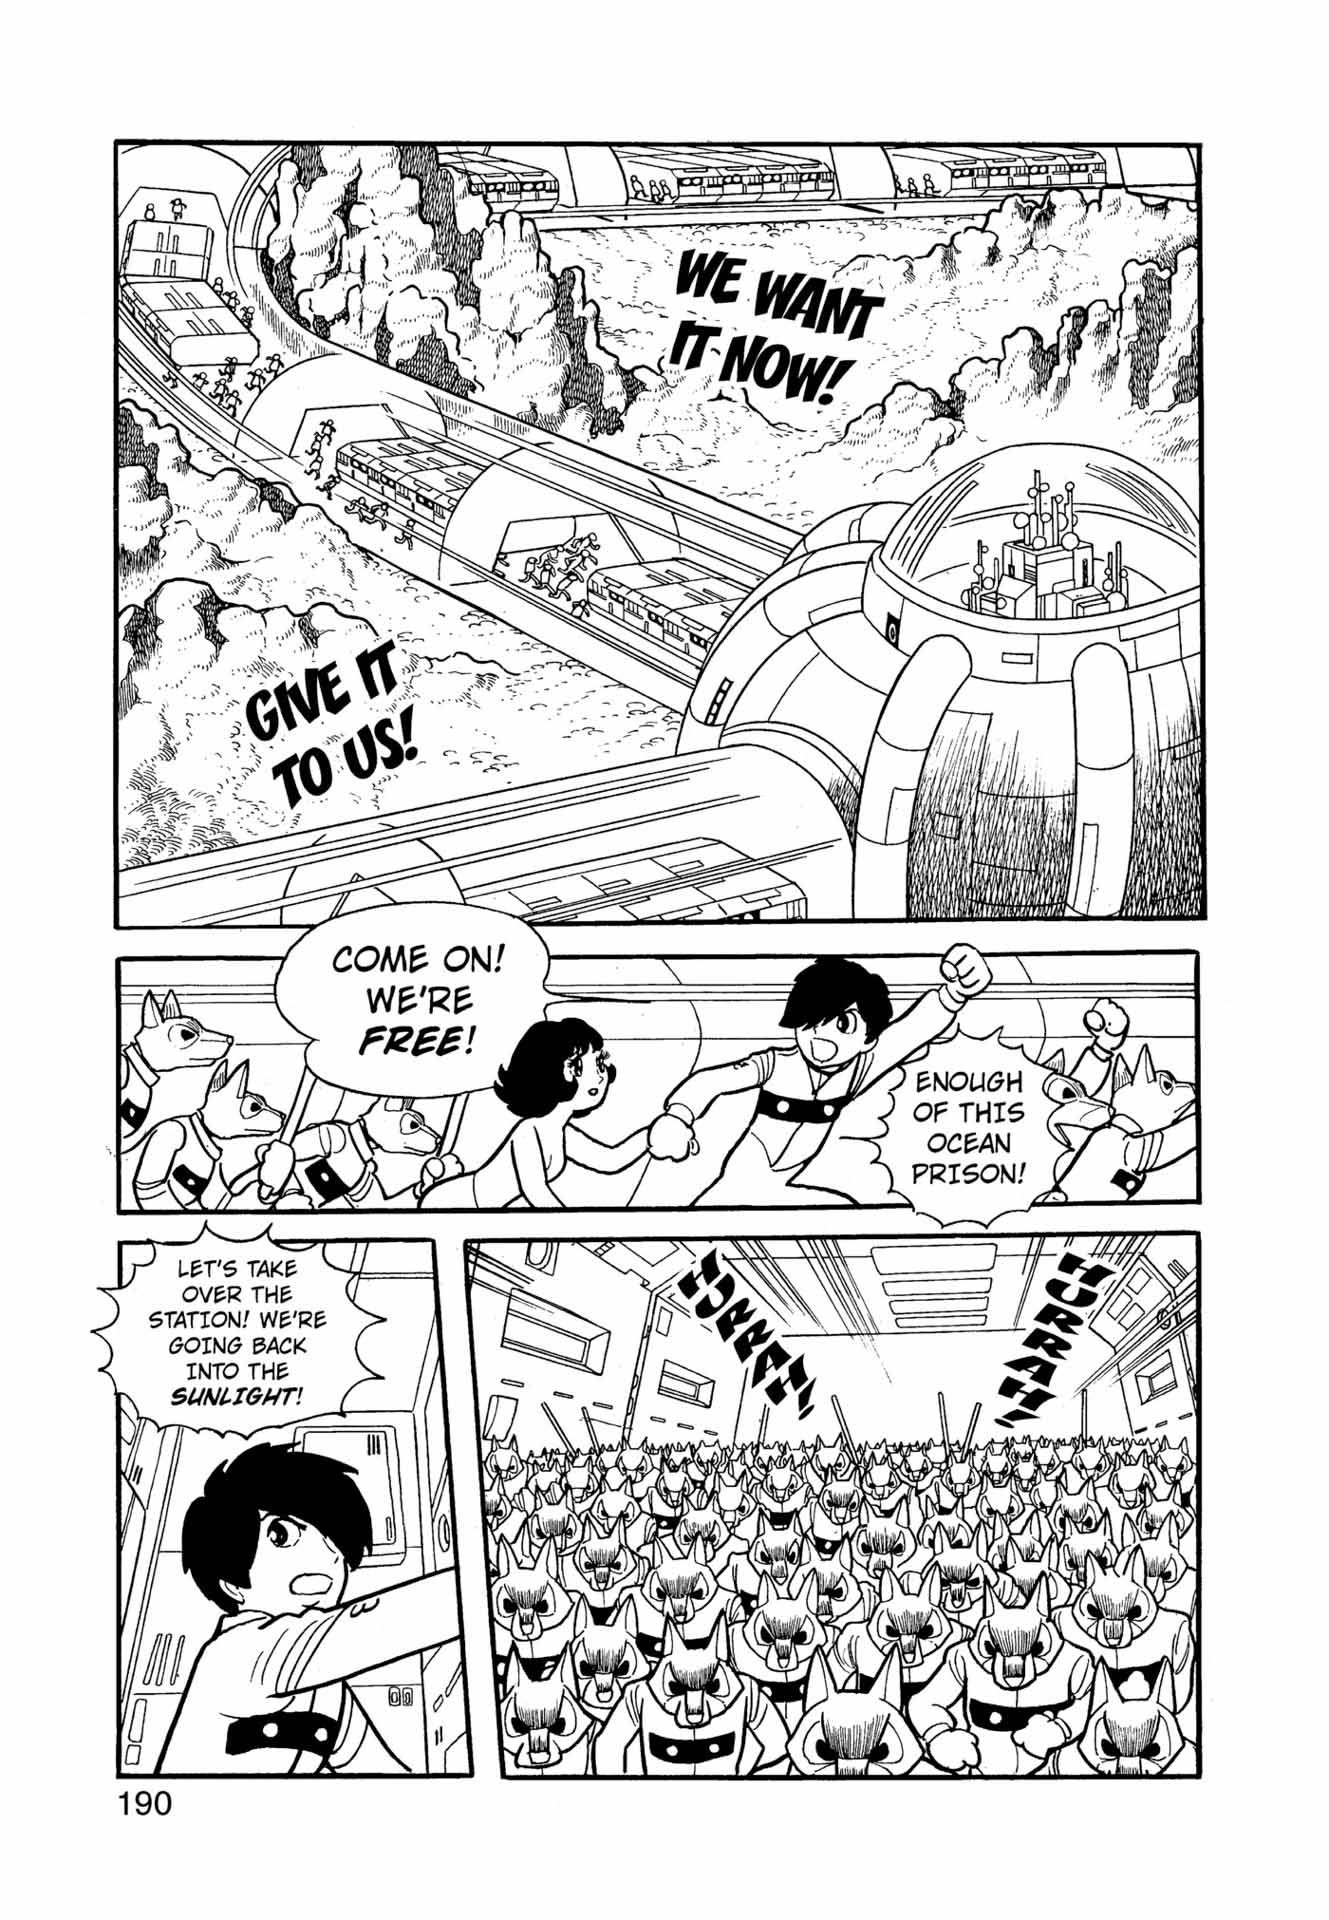 WE WANT
IT NOW!
GIVE IT
TO US!
COME ON!
WE'RE
FREE!
ENOUGH
OF THIS
OCEAN
PRISON!
LET'S TAKE
OVER THE
STATION! WE'RE
GOING BACK
INTO THE
SUNLIGHT!
HURRAH!
HURRAH!
190